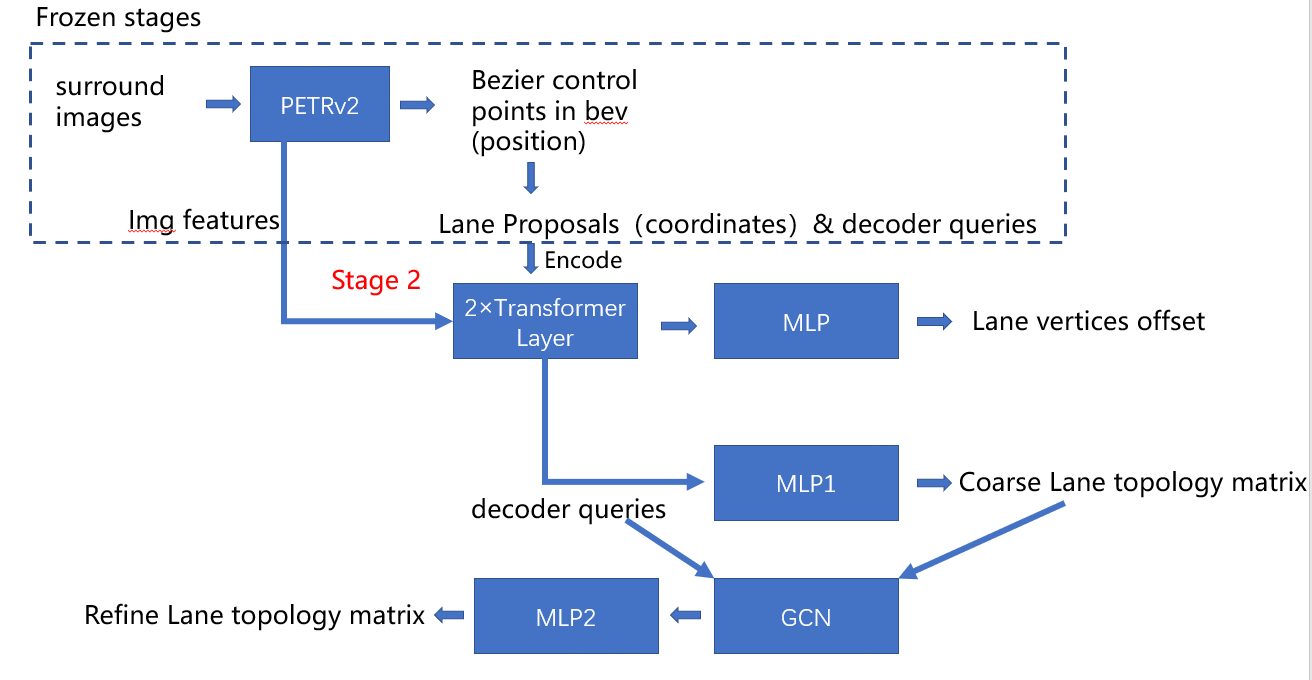 Frozen stages
surround
images
PETRv2
Bezier control
points in bev
(position)
Img features
Lane Proposals（coordinates）& decoder queries
Encode
Stage 2
2×Transformer
Layer
MLP
Lane vertices offset
MLP1
Coarse Lane topology matrix
decoder queries
Refine Lane topology matrix
MLP2
GCN